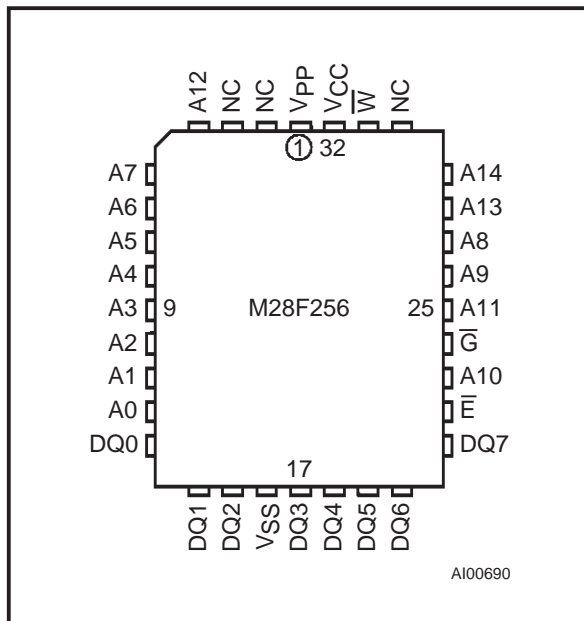 A12 NC NC VPP VCC W̅ NC
① 32
A7 A14
A6 A13
A5 A8
A4 A9
A3 9 M28F256 25 A11
A2 G̅
A1 A10
A0 E̅
DQ0 DQ7
17
DQ1 DQ2 VSS DQ3 DQ4 DQ5 DQ6
AI00690